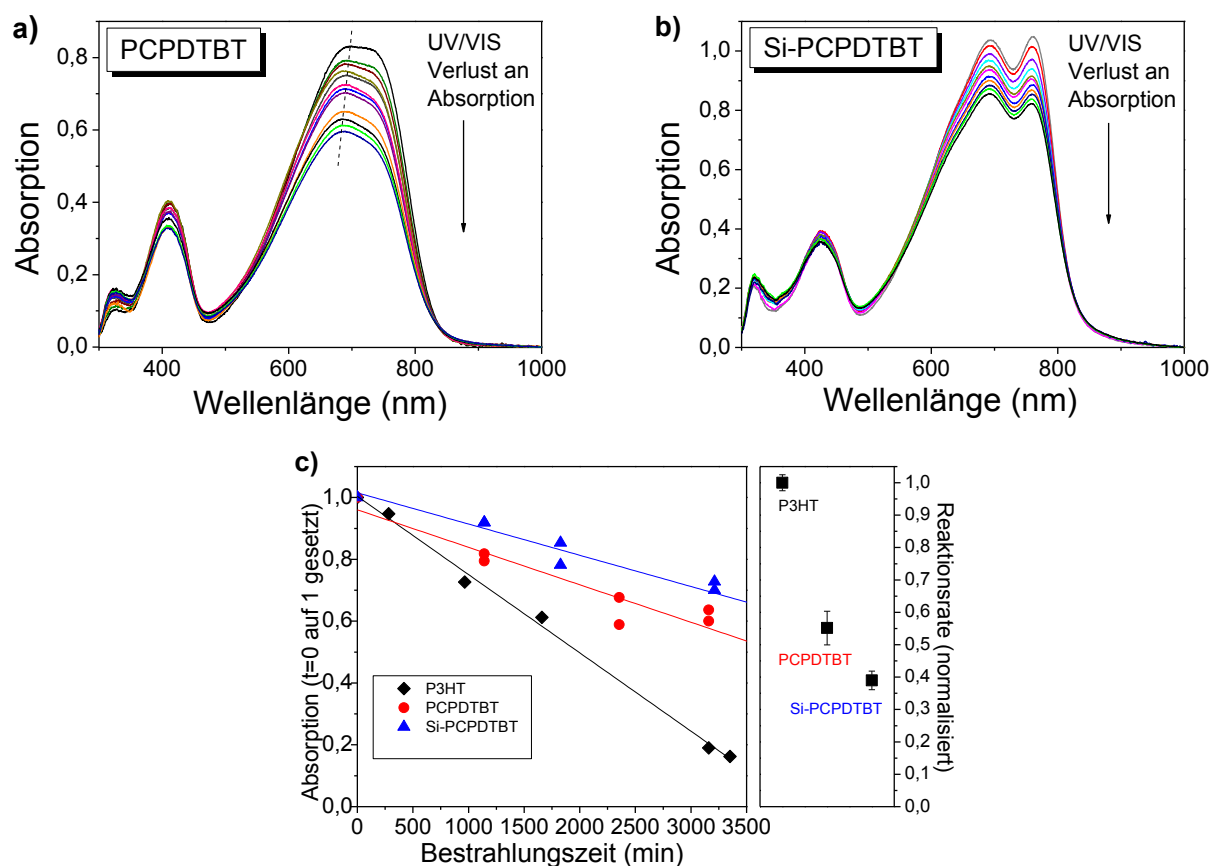 a)
PCPDTBT
UV/VIS
Verlust an
Absorption
0,8
0,6
0,4
0,2
0,0
Absorption
400
600
800
1000
Wellenlänge (nm)
b)
Si-PCPDTBT
UV/VIS
Verlust an
Absorption
1,0
0,8
0,6
0,4
0,2
0,0
Absorption
400
600
800
1000
Wellenlänge (nm)
c)
Absorption (t=0 auf 1 gesetzt)
1,0
0,8
0,6
0,4
0,2
0,0
P3HT
PCPDTBT
Si-PCPDTBT
0
500
1000
1500
2000
2500
3000
3500
Bestrahlungszeit (min)
P3HT
PCPDTBT
Si-PCPDTBT
1,0
0,9
0,8
0,7
0,6
0,5
0,4
0,3
0,2
0,1
0,0
Reaktionsrate (normalisiert)